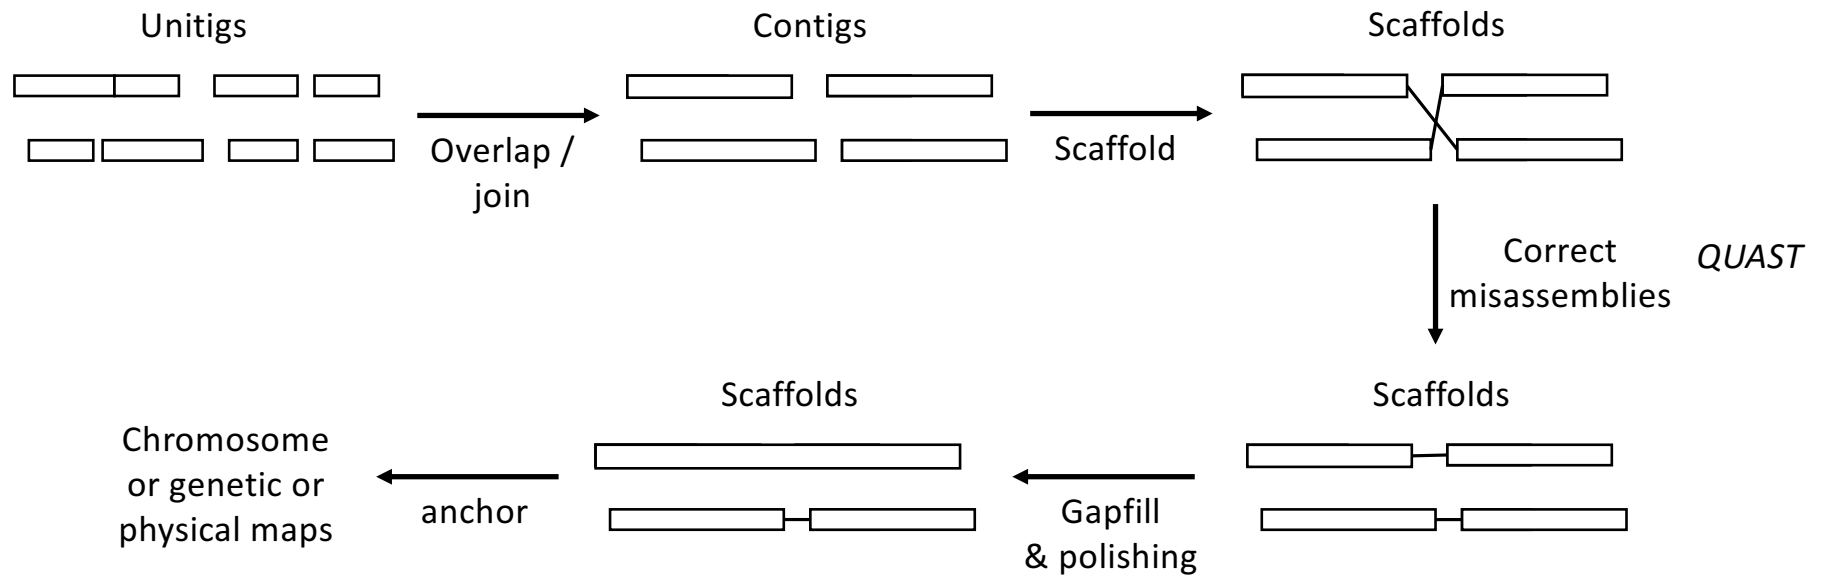 Unitigs
Contigs
Scaffolds
Overlap /
join
Scaffold
Correct
misassemblies
QUAST
Scaffolds
Scaffolds
Gapfill
& polishing
anchor
Chromosome
or genetic or
physical maps